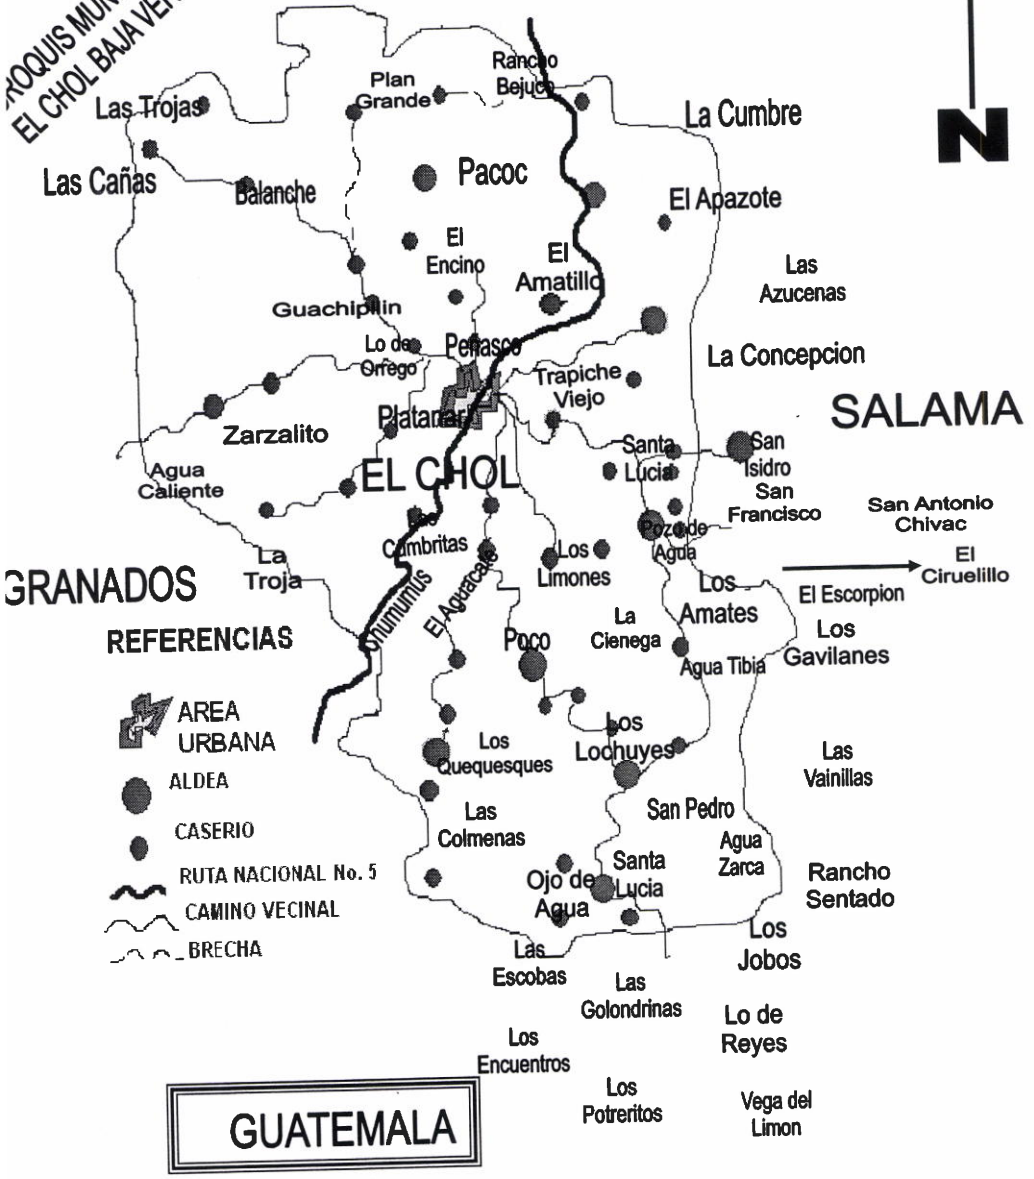 ROQUIS MUN
EL CHOL BAJA VER
N
Rancho
Bejuco
Plan
Grande
Las Trojas
La Cumbre
Las Cañas
Balanche
Pacoc
El Apazote
El
Encino
El
Amatillo
Las
Azucenas
Guachipilin
Lo de
Orrego
Peñasco
La Concepcion
Trapiche
Viejo
SALAMA
Platanar
Zarzalito
Santa
Lucia
San
Isidro
Agua
Caliente
EL CHOL
San
Francisco
San Antonio
Chivac
Los
Cumbritas
Pozo de
Agua
La
Troja
Los
Limones
El
Ciruelillo
GRANADOS
Chumumus
El Aguacate
Los
Amates
El Escorpion
La
Cienega
Los
Gavilanes
REFERENCIAS
Poco
Agua Tibia
AREA
URBANA
Los
Quequesques
Los
Lochuyes
Las
Vainillas
ALDEA
San Pedro
Las
Colmenas
Agua
Zarca
CASERIO
Santa
Lucia
Rancho
Sentado
RUTA NACIONAL No. 5
Ojo de
Agua
CAMINO VECINAL
BRECHA
Los
Jobos
Las
Escobas
Las
Golondrinas
Lo de
Reyes
Los
Encuentros
Los
Potreritos
Vega del
Limon
GUATEMALA